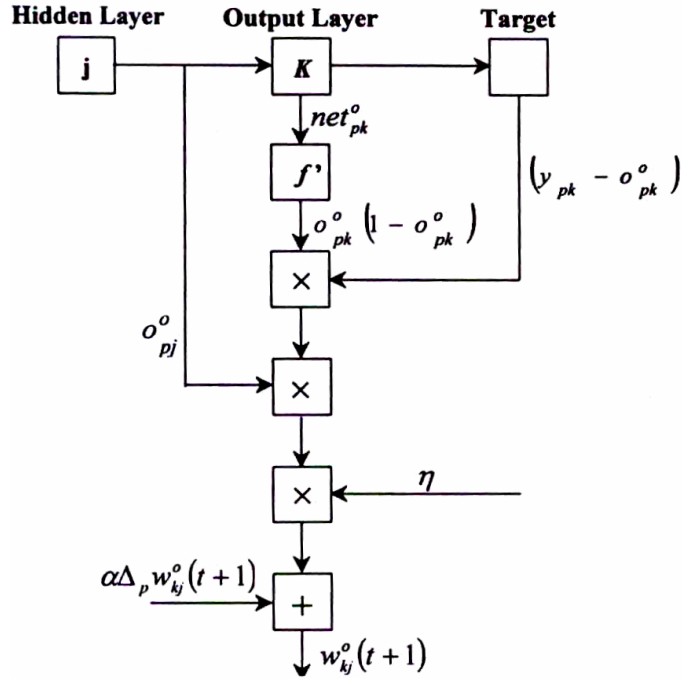 Hidden Layer Output Layer Target
j K
net^o_pk
f'
(y_pk - o^o_pk)
o^o_pk (1 - o^o_pk)
×
o^o_pj
×
×
η
αΔ_p w^o_kj (t + 1)
+
w^o_kj (t + 1)